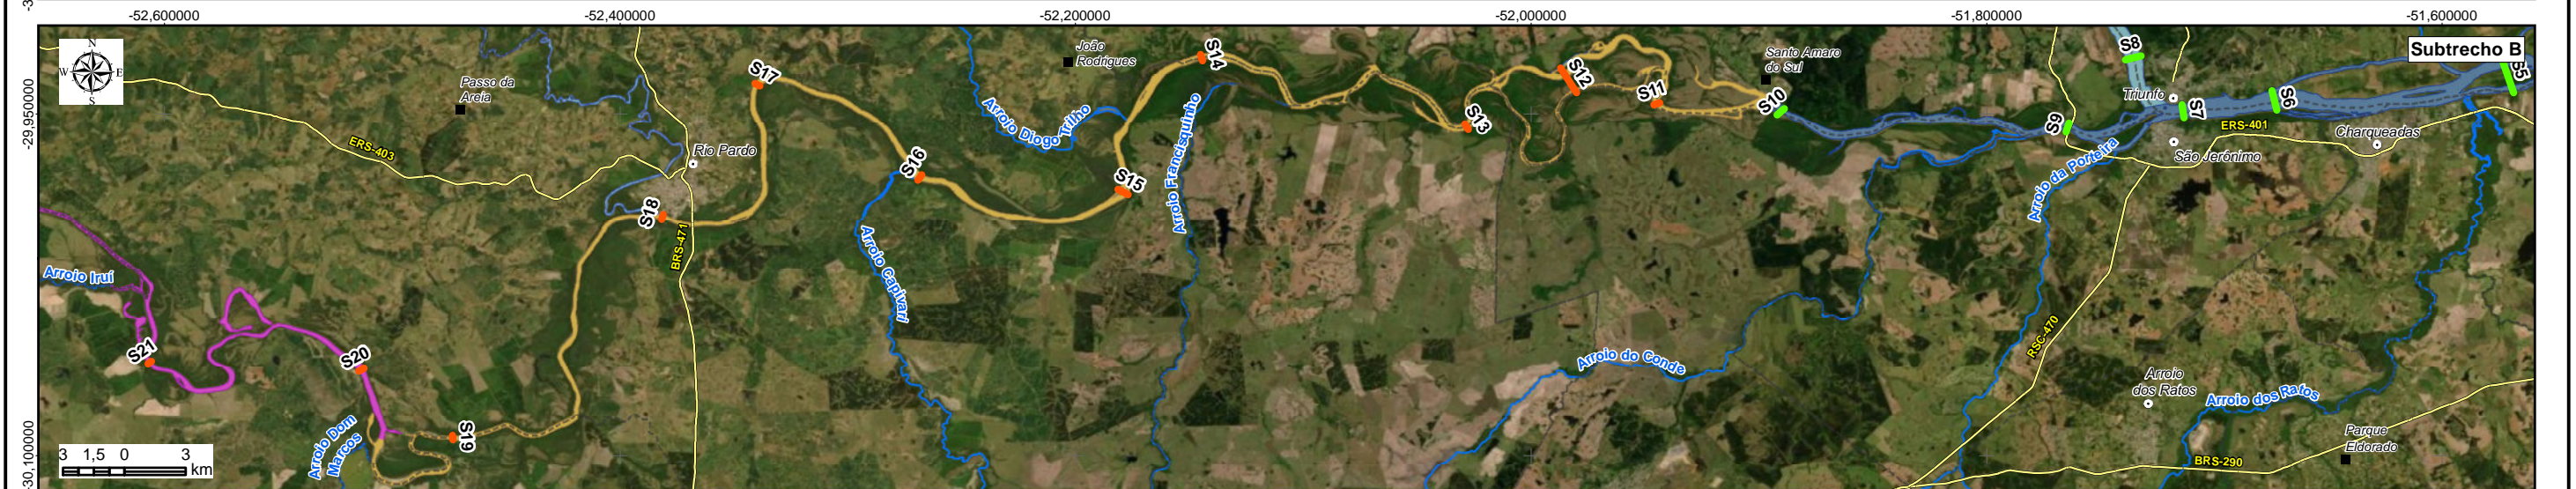 -52,600000
-52,400000
-52,200000
-52,000000
-51,800000
-51,600000
Subtrecho B
N
W
E
S
-29,950000
Passo da
Areia
ERS-403
Rio Pardo
S17
João
Rodrigues
S14
Arroio Diogo Trilho
Arroio Francisquinho
S16
S15
S18
BRS-471
Arroio Capivari
S13
S12
S11
Santo Amaro
do Sul
S10
S9
S8
Triunfo
S7
S6
S5
ERS-401
Charqueadas
São Jerônimo
Arroio da Porteira
Arroio Iruí
S21
S20
S19
Arroio Dom
Marcos
Arroio do Conde
RSC-470
Arroio
dos Ratos
Arroio dos Ratos
Parque
Eldorado
BRS-290
3 1,5 0 3
km
-30,100000